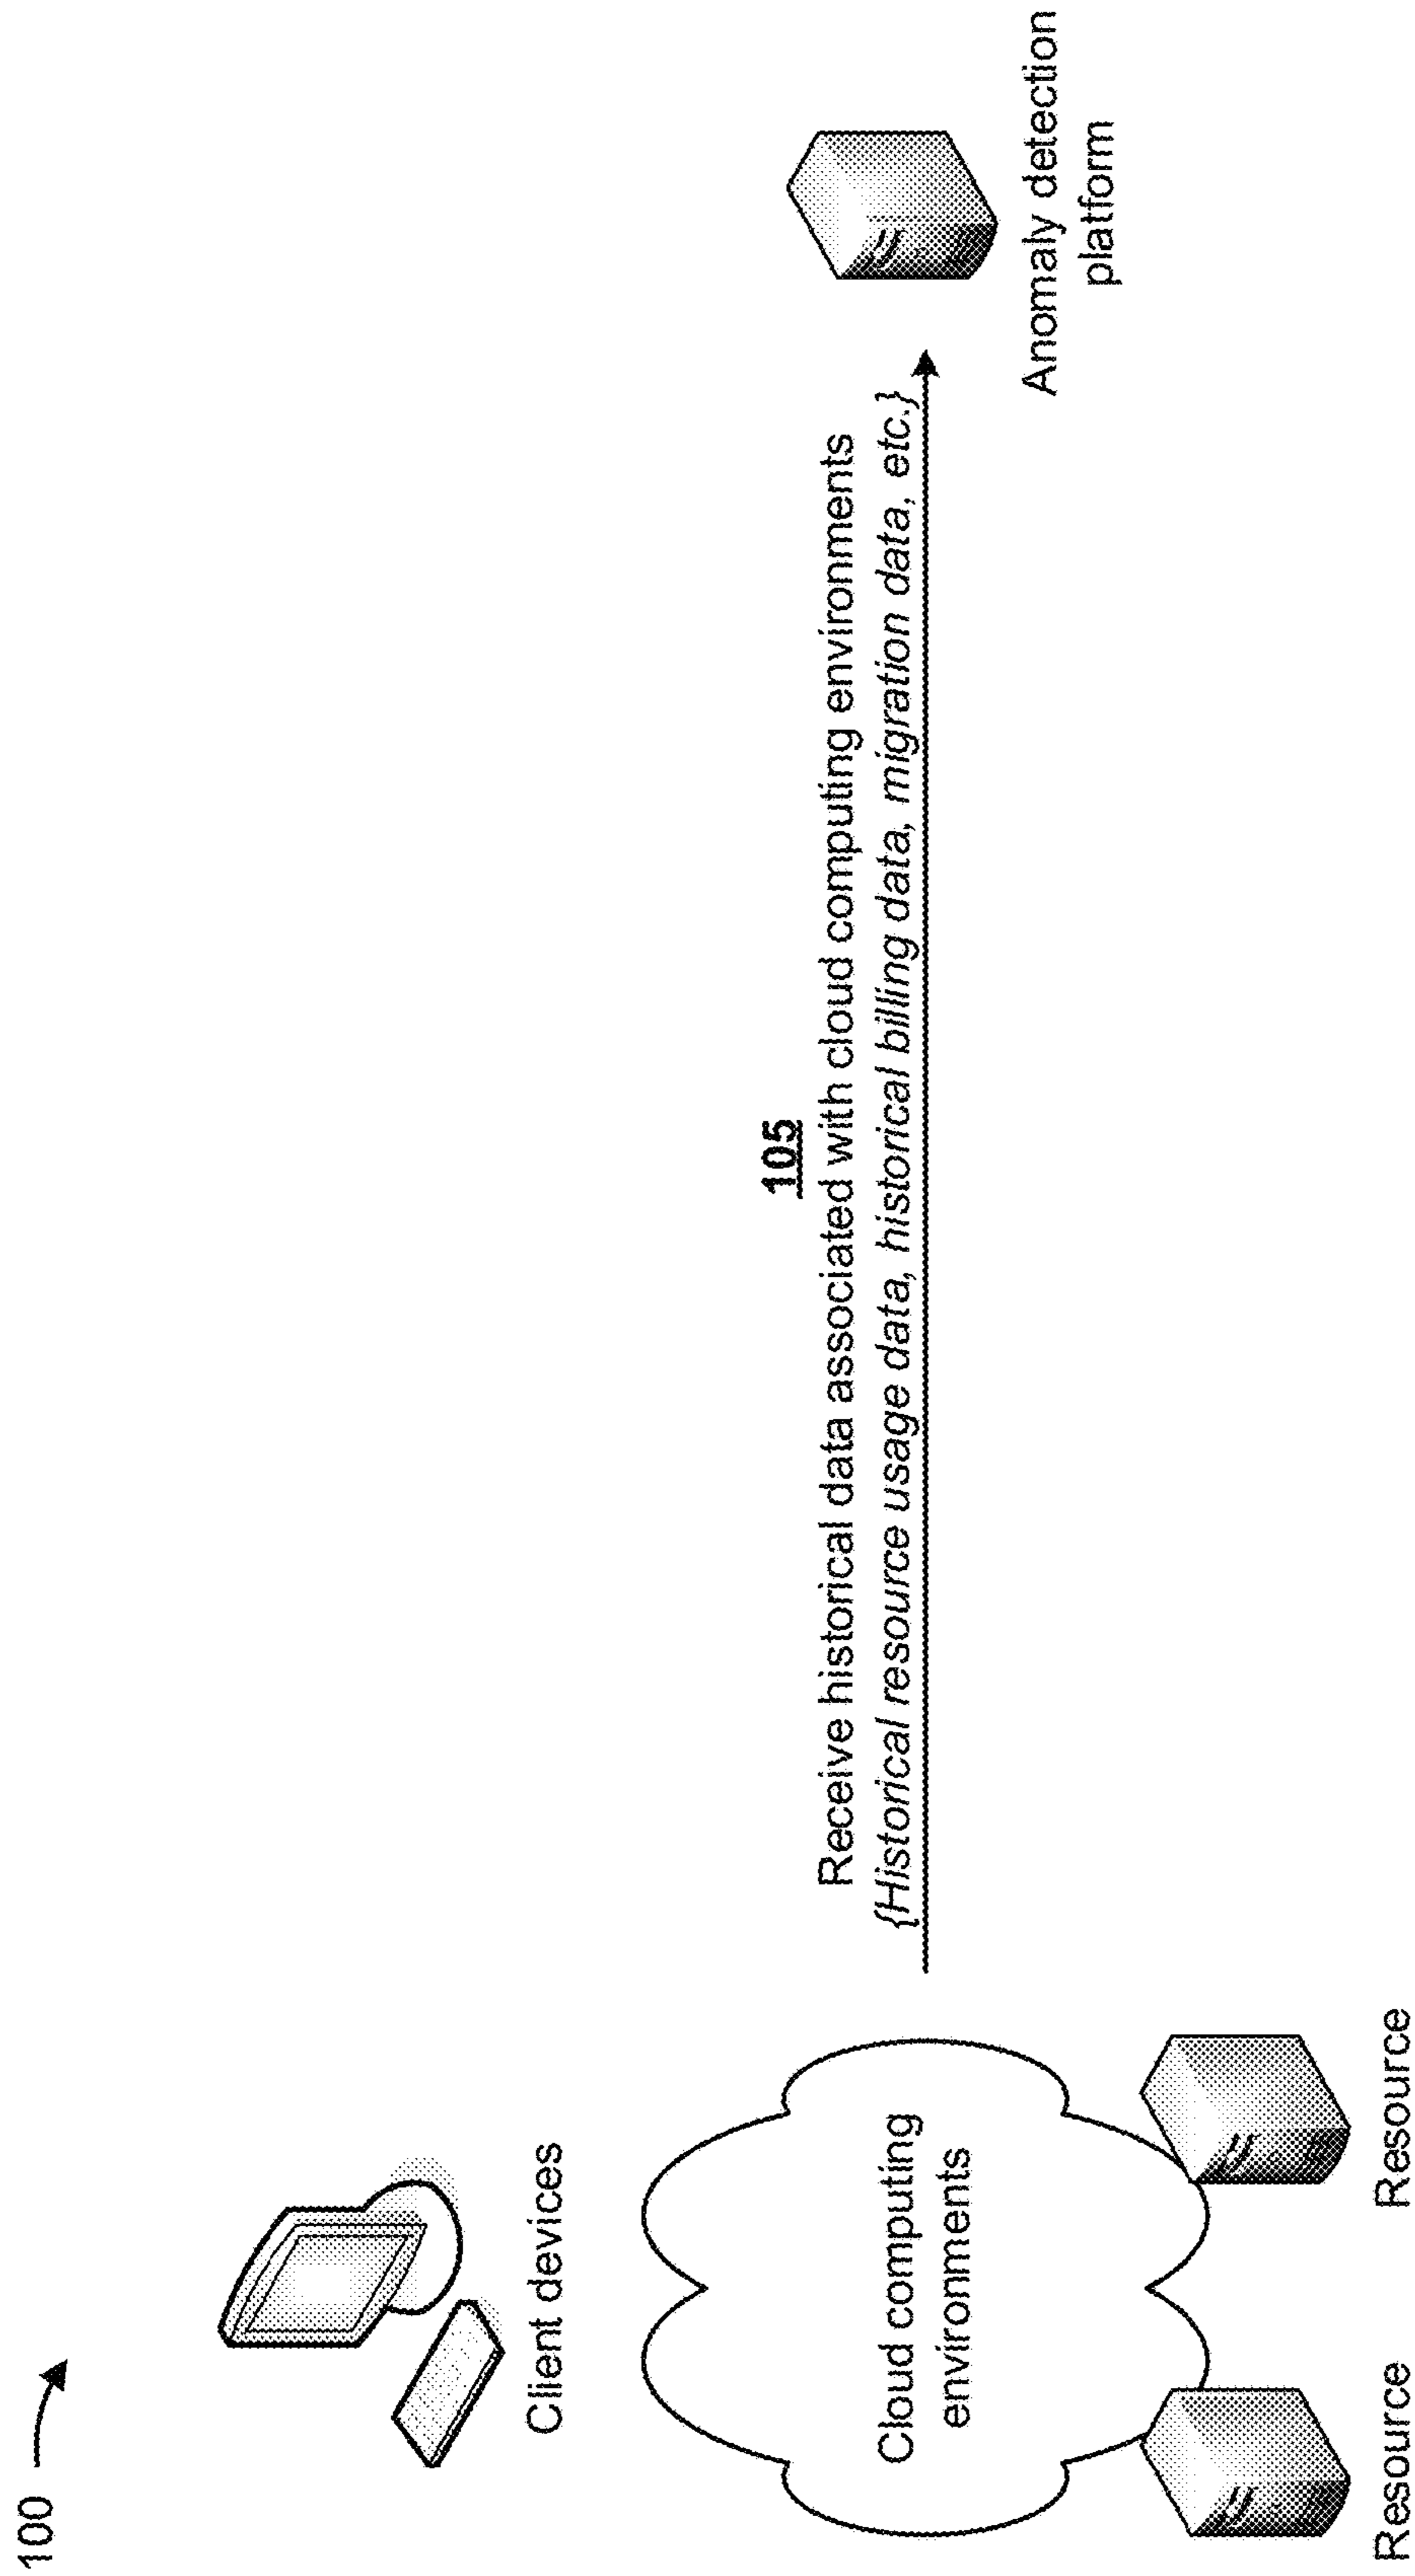 100
Client devices
105
Receive historical data associated with cloud computing environments
{Historical resource usage data, historical billing data, migration data, etc.}
Cloud computing
environments
Anomaly detection
platform
Resource
Resource